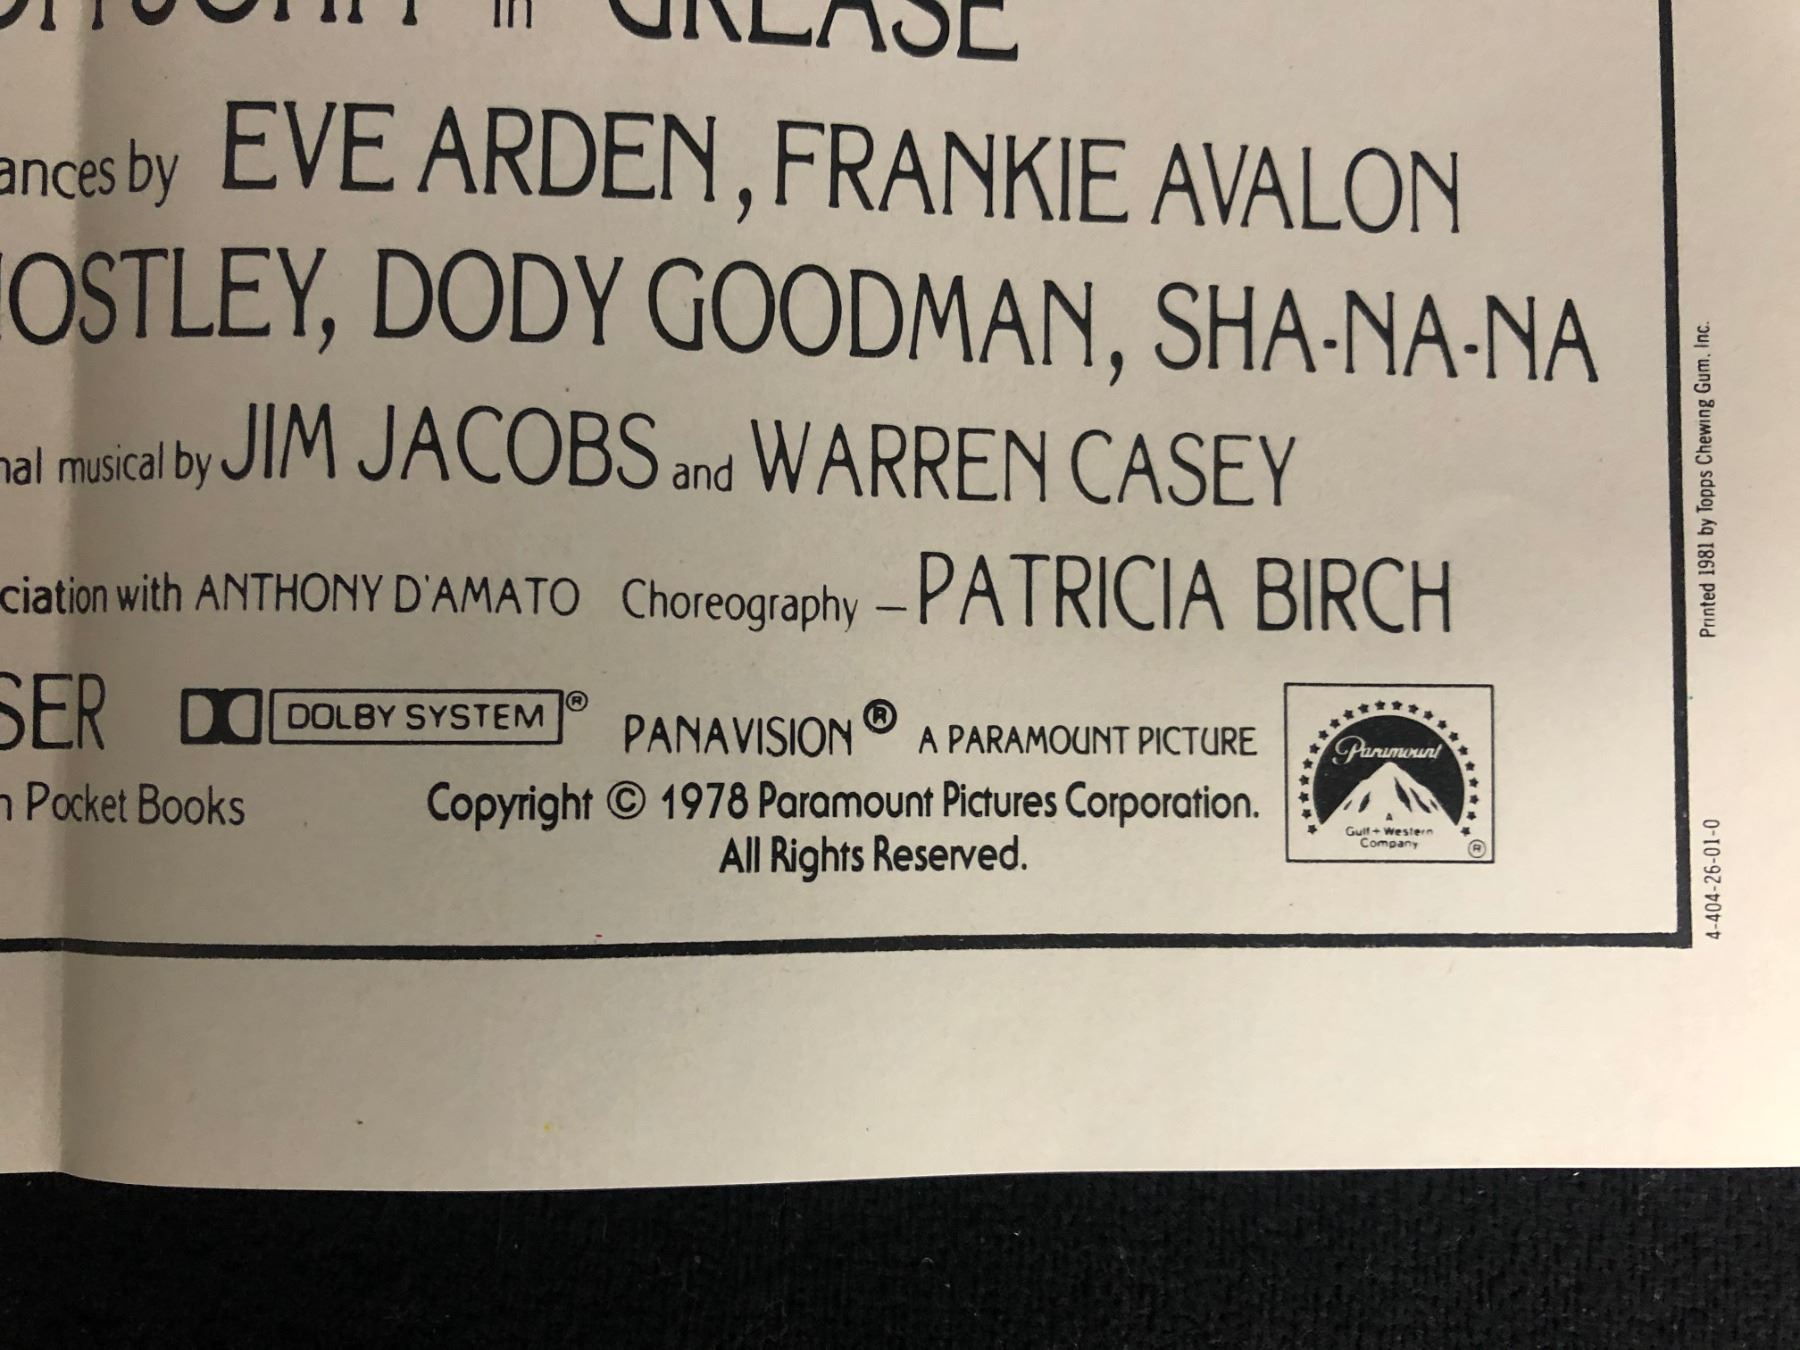 in "GREASE
ances by EVE ARDEN, FRANKIE AVALON
OSTLEY, DODY GOODMAN, SHA-NA-NA
nal musical by JIM JACOBS and WARREN CASEY
ciation with ANTHONY D'AMATO Choreography – PATRICIA BIRCH
SER DOLBY SYSTEM® PANAVISION® A PARAMOUNT PICTURE
n Pocket Books
Copyright © 1978 Paramount Pictures Corporation.
All Rights Reserved.
Paramount
A
Gulf+Western
Company
®
Printed 1981 by Topps Chewing Gum, Inc.
4-404-26-01-0